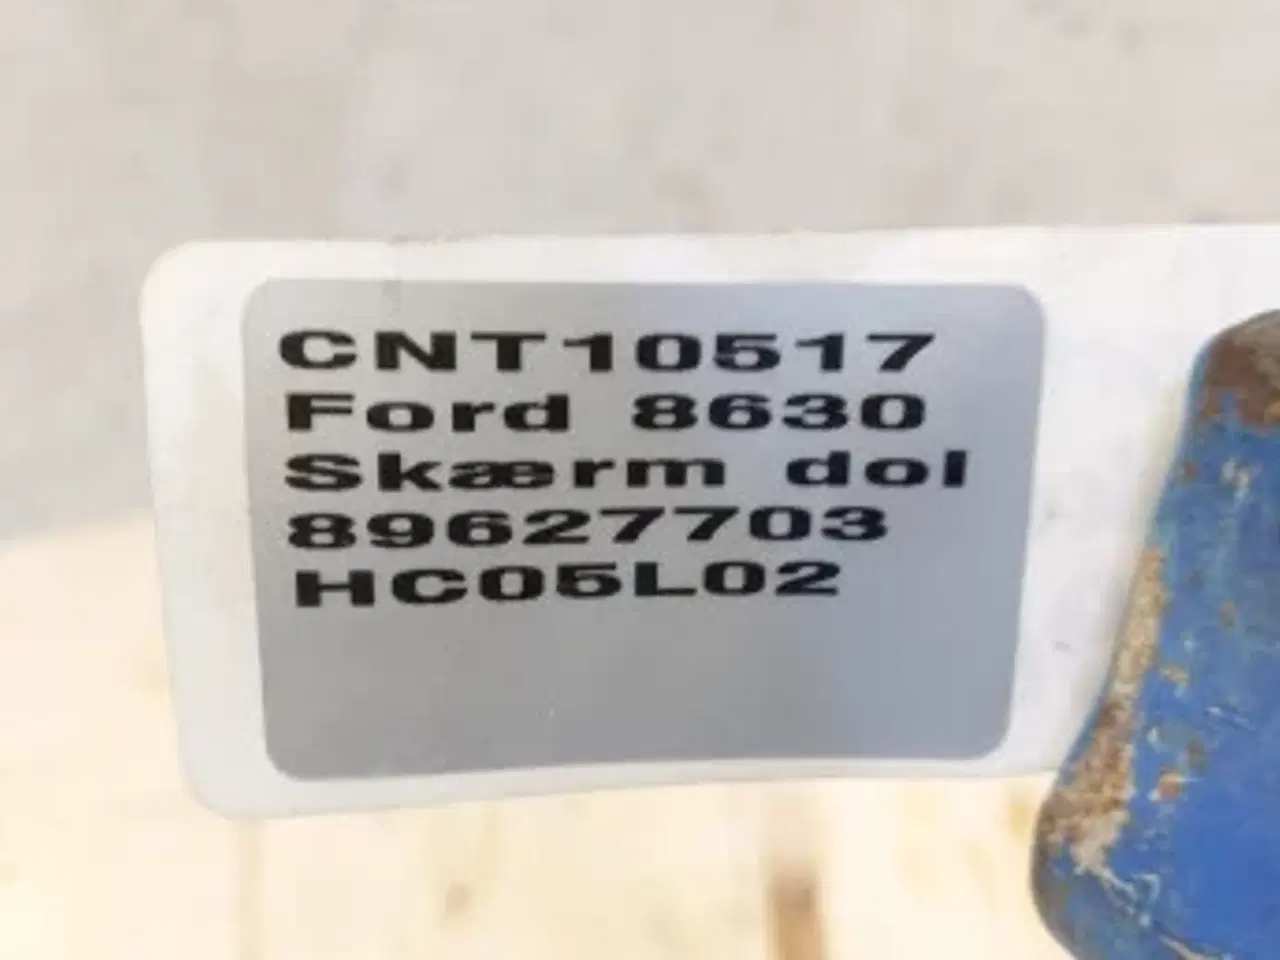 CNT10517
Ford 8630
Skærm dol
89627703
HC05L02